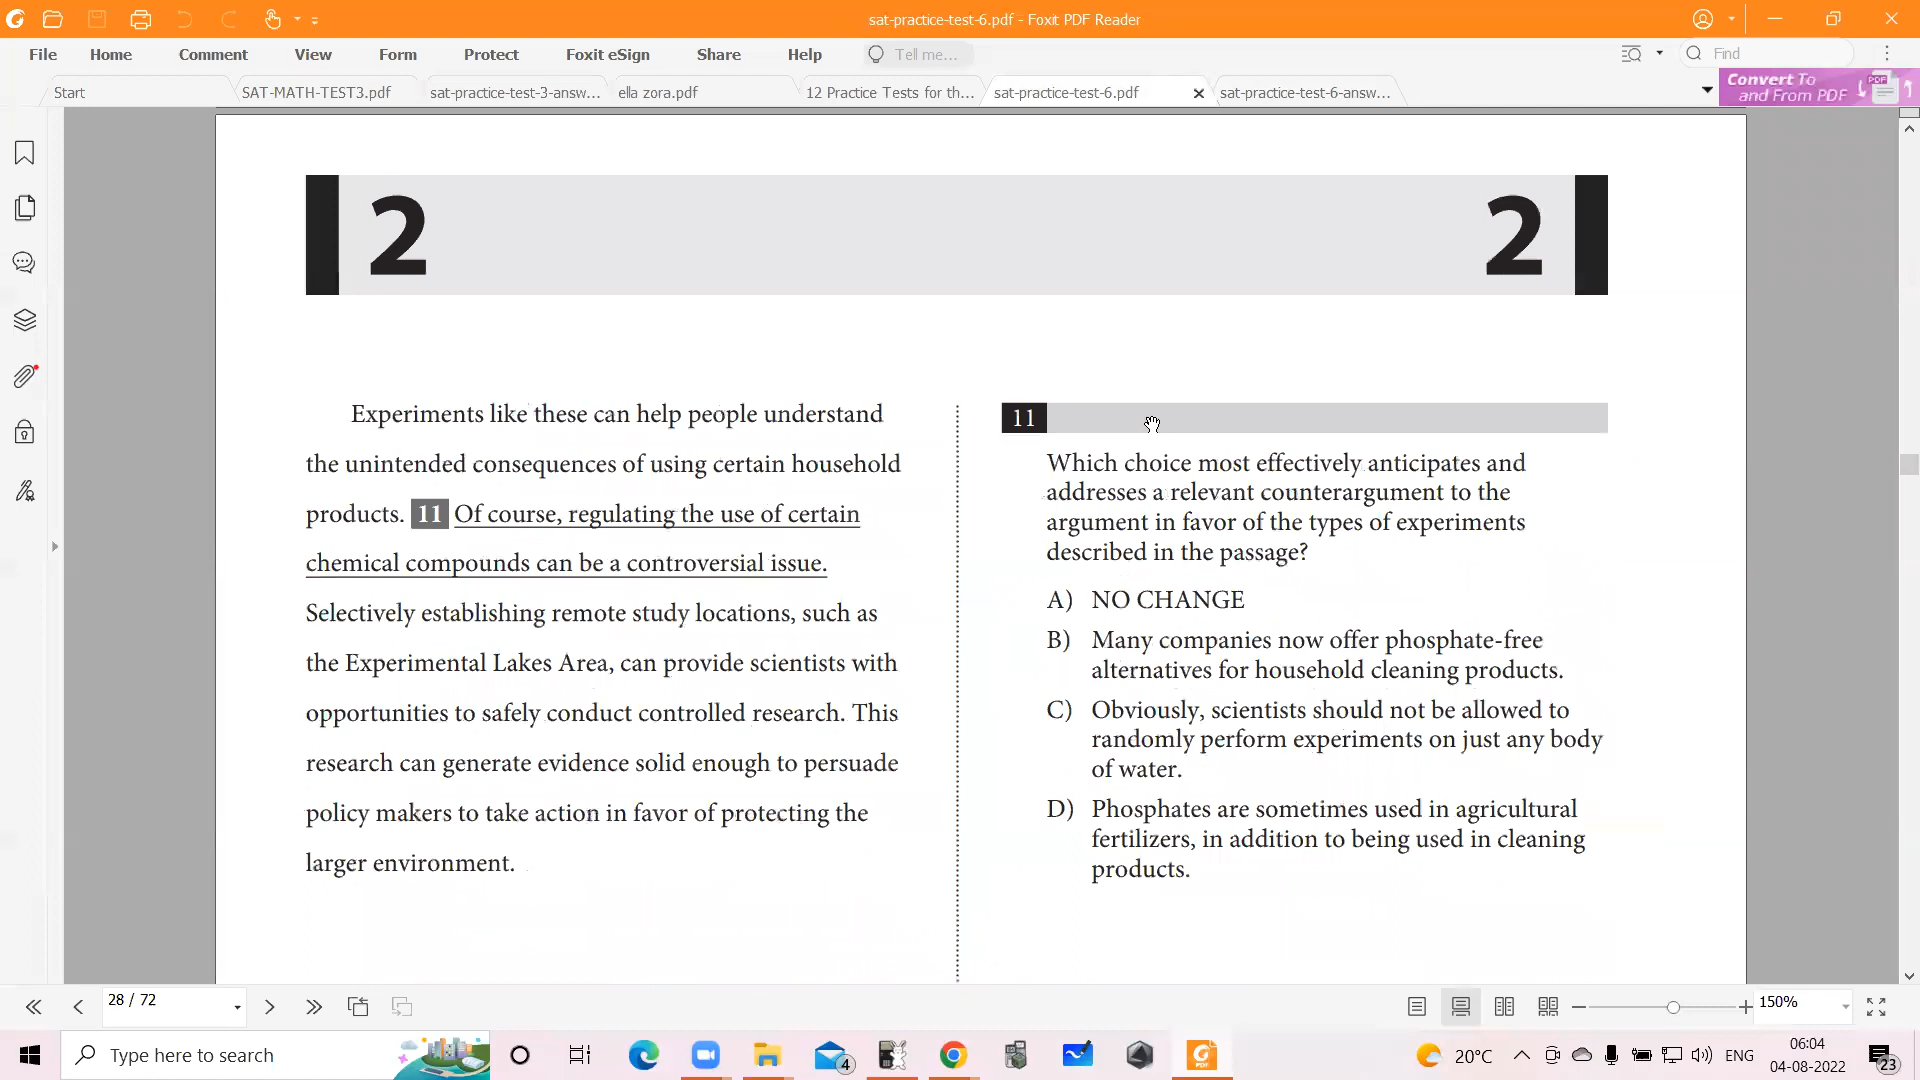 sat-practice-test-6.pdf - Foxit PDF Reader
File Home Comment View Form Protect Foxit eSign Share Help Tell me... Find
Start SAT-MATH-TEST3.pdf sat-practice-test-3-answ... ella zora.pdf 12 Practice Tests for th... sat-practice-test-6.pdf sat-practice-test-6-answ... Convert To
and From PDF
PDF
2 2
Experiments like these can help people understand
the unintended consequences of using certain household
products. 11 Of course, regulating the use of certain
chemical compounds can be a controversial issue.
Selectively establishing remote study locations, such as
the Experimental Lakes Area, can provide scientists with
opportunities to safely conduct controlled research. This
research can generate evidence solid enough to persuade
policy makers to take action in favor of protecting the
larger environment.
11
Which choice most effectively anticipates and
addresses a relevant counterargument to the
argument in favor of the types of experiments
described in the passage?
A) NO CHANGE
B) Many companies now offer phosphate-free
alternatives for household cleaning products.
C) Obviously, scientists should not be allowed to
randomly perform experiments on just any body
of water.
D) Phosphates are sometimes used in agricultural
fertilizers, in addition to being used in cleaning
products.
28 / 72 150%
Type here to search 4 20°C ENG 06:04
04-08-2022 23